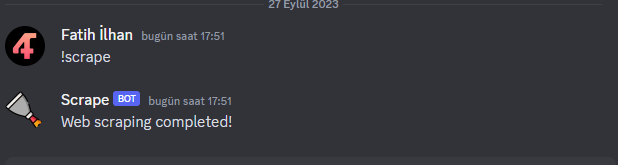 27 Eylül 2023
Fatih İlhan bugün saat 17:51
!scrape
Scrape BOT bugün saat 17:51
Web scraping completed!